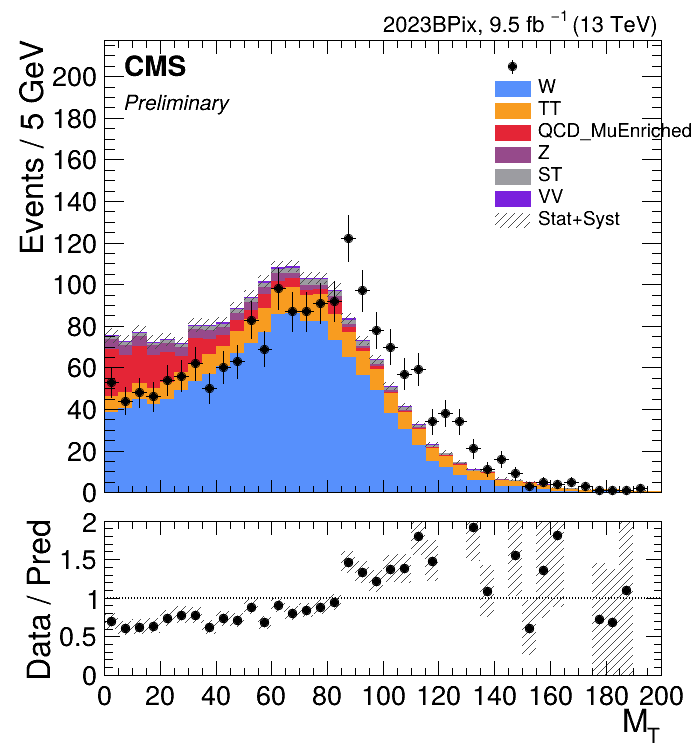 2023BPix, 9.5 fb⁻¹ (13 TeV)
CMS
Preliminary
Events / 5 GeV
200
180
160
140
120
100
80
60
40
20
0
W
TT
QCD_MuEnriched
Z
ST
VV
Stat+Syst
Data / Pred
2
1.5
1
0.5
0
0 20 40 60 80 100 120 140 160 180 200
M_T